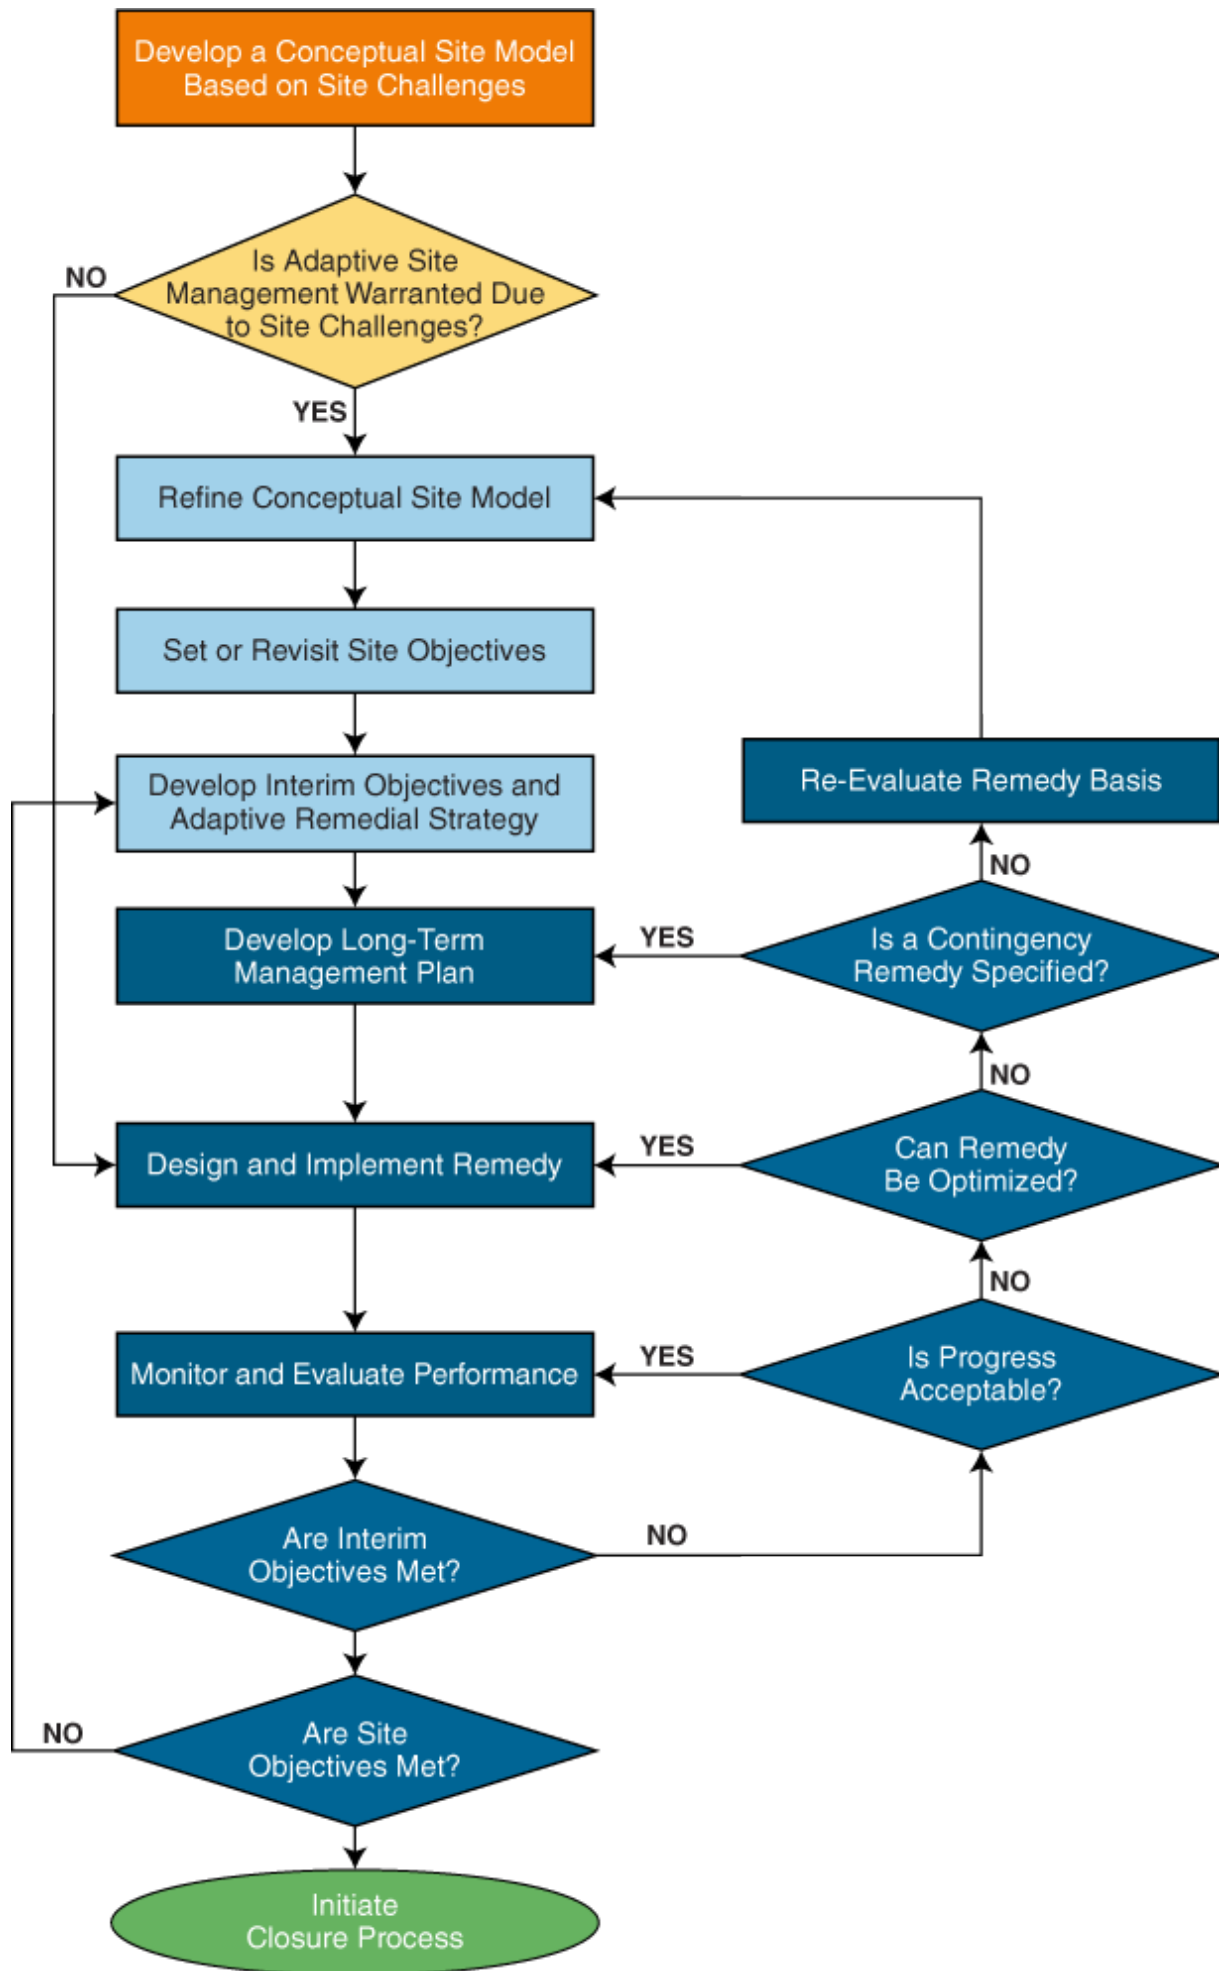 Develop a Conceptual Site Model
Based on Site Challenges
Is Adaptive Site
Management Warranted Due
to Site Challenges?
NO
YES
Refine Conceptual Site Model
Set or Revisit Site Objectives
Develop Interim Objectives and
Adaptive Remedial Strategy
Re-Evaluate Remedy Basis
NO
Develop Long-Term
Management Plan
YES
Is a Contingency
Remedy Specified?
NO
Design and Implement Remedy
YES
Can Remedy
Be Optimized?
NO
Monitor and Evaluate Performance
YES
Is Progress
Acceptable?
Are Interim
Objectives Met?
NO
Are Site
Objectives Met?
NO
Initiate
Closure Process